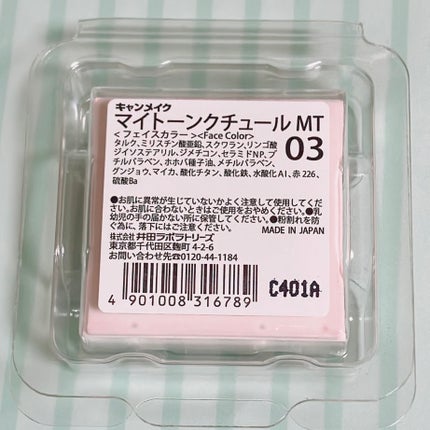 キャンメイク
マイトーンクチュール MT
<フェイスカラー><Face Color>
03
タルク、ミリスチン酸亜鉛、スクワラン、リンゴ酸
ジイソステアリル、ジメチコン、セラミドNP、ブ
チルパラベン、ホホバ種子油、メチルパラベン、
グンジョウ、マイカ、酸化チタン、酸化鉄、水酸化Al、赤226、
硫酸Ba
●お肌に異常が生じていないかよく注意して使用してくだ
さい。お肌に合わないときはご使用をおやめください。●乳
幼児の手の届かない所に保管してください。●粉割れを防
ぐ為に、落下にはご注意ください。 MADE IN JAPAN
株式会社 井田ラボラトリーズ
東京都千代田区麹町 4-2-6
お問い合わせ先☎0120-44-1184
4 901008 316789
C401A